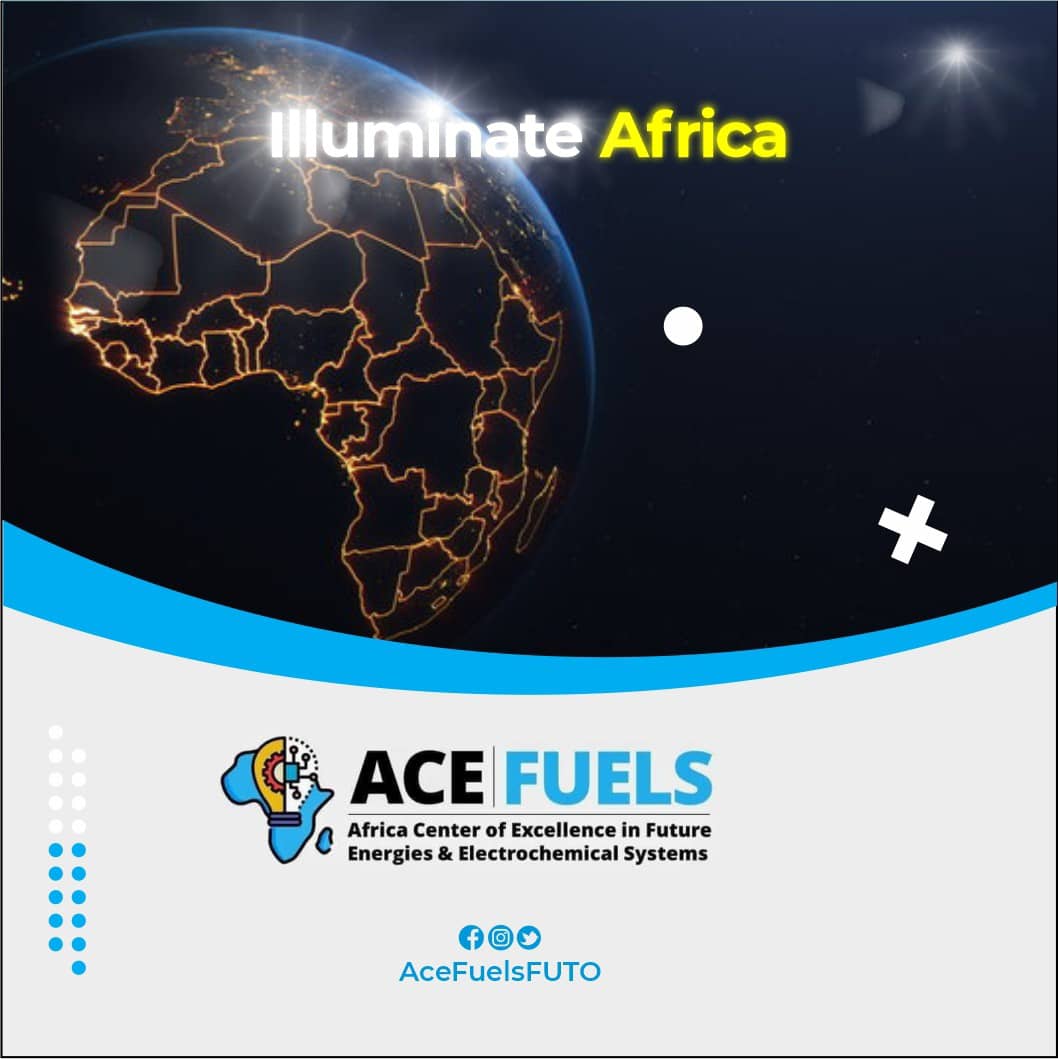 Illuminate Africa
ACE FUELS
Africa Center of Excellence in Future
Energies & Electrochemical Systems
AceFuelsFUTO